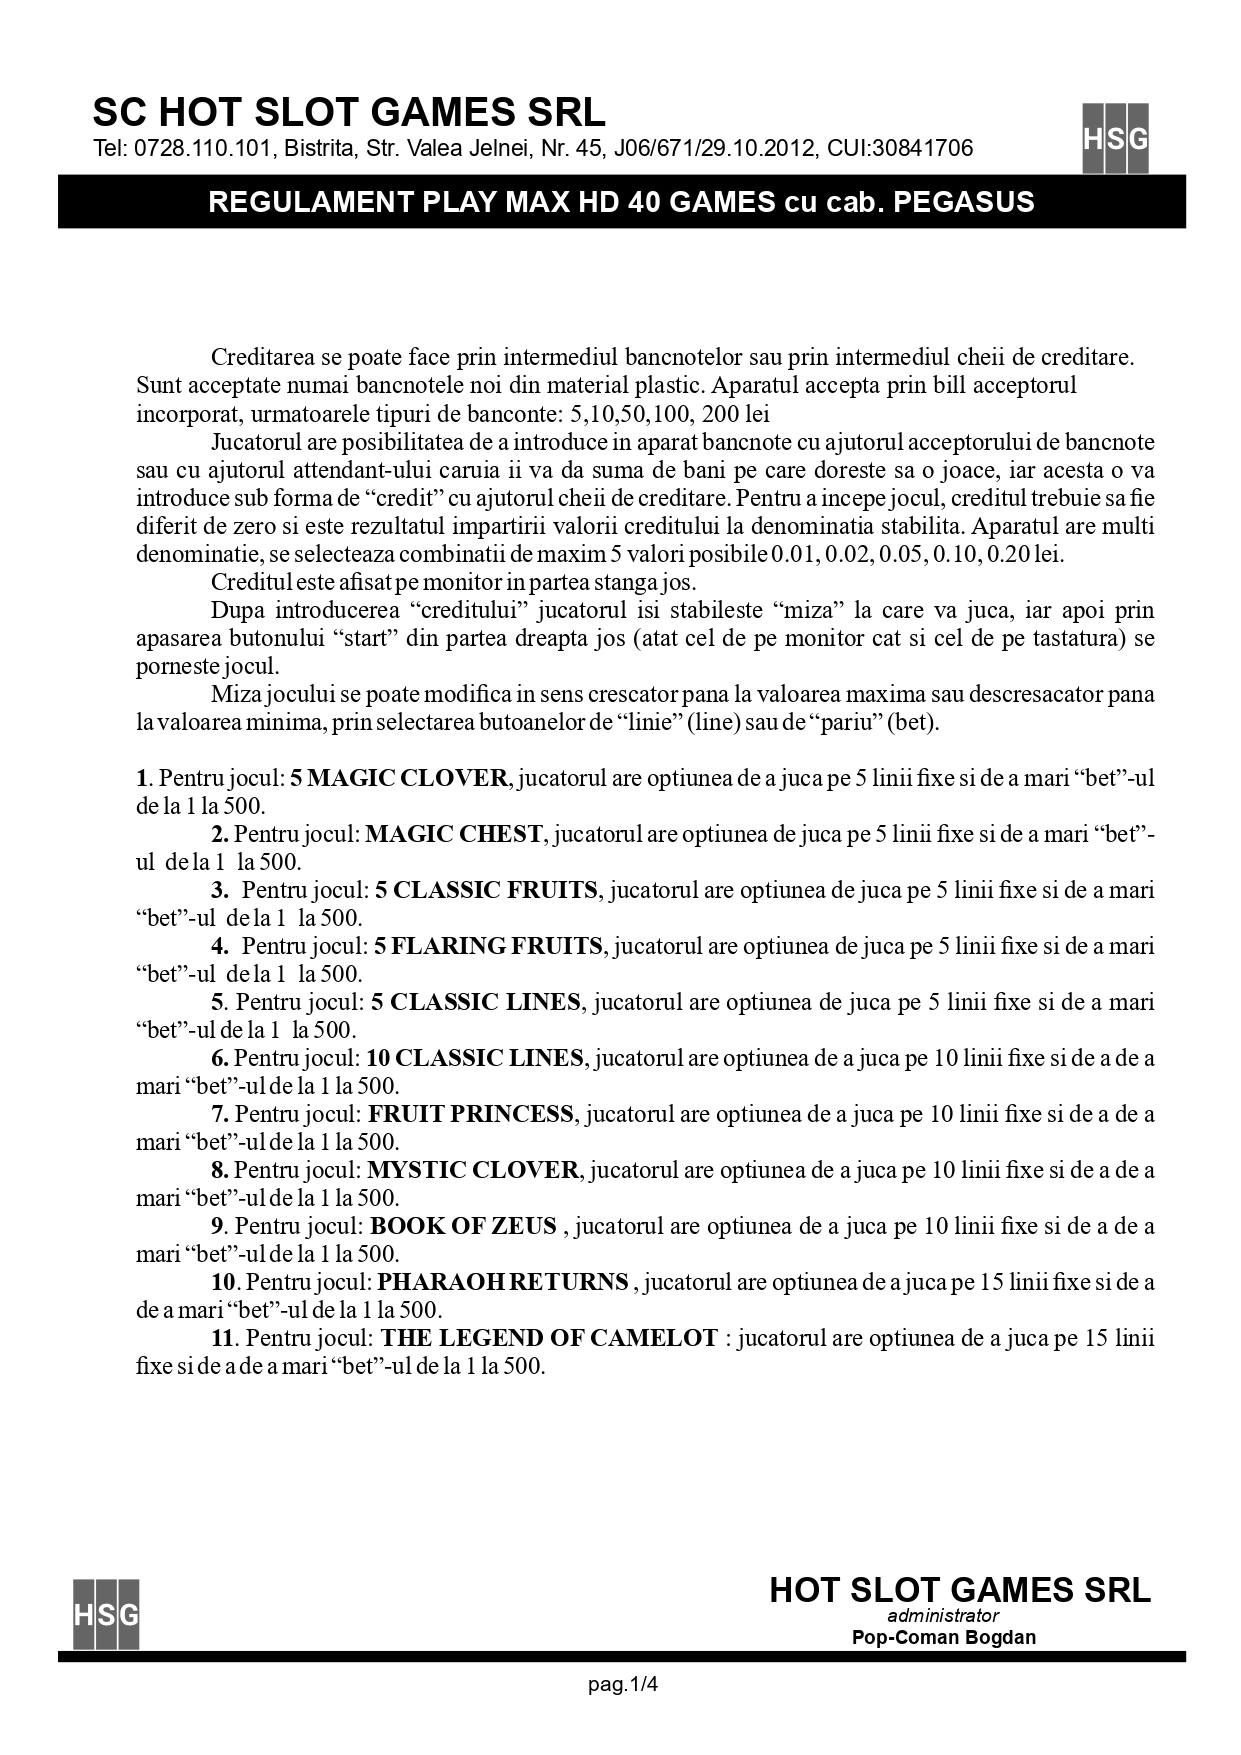 SC HOT SLOT GAMES SRL
Tel: 0728.110.101, Bistrita, Str. Valea Jelnei, Nr. 45, J06/671/29.10.2012, CUI:30841706
HSG
REGULAMENT PLAY MAX HD 40 GAMES cu cab. PEGASUS
Creditarea se poate face prin intermediul bancnotelor sau prin intermediul cheii de creditare.
Sunt acceptate numai bancnotele noi din material plastic. Aparatul accepta prin bill acceptorul
incorporat, urmatoarele tipuri de banconte: 5,10,50,100, 200 lei
Jucatorul are posibilitatea de a introduce in aparat bancnote cu ajutorul acceptorului de bancnote
sau cu ajutorul attendant-ului caruia ii va da suma de bani pe care doreste sa o joace, iar acesta o va
introduce sub forma de “credit” cu ajutorul cheii de creditare. Pentru a incepe jocul, creditul trebuie sa fie
diferit de zero si este rezultatul impartirii valorii creditului la denominatia stabilita. Aparatul are multi
denominatie, se selecteaza combinatii de maxim 5 valori posibile 0.01, 0.02, 0.05, 0.10, 0.20 lei.
Creditul este afisat pe monitor in partea stanga jos.
Dupa introducerea “creditului” jucatorul isi stabileste “miza” la care va juca, iar apoi prin
apasarea butonului “start” din partea dreapta jos (atat cel de pe monitor cat si cel de pe tastatura) se
porneste jocul.
Miza jocului se poate modifica in sens crescator pana la valoarea maxima sau descresacator pana
la valoarea minima, prin selectarea butoanelor de “linie” (line) sau de “pariu” (bet).
1. Pentru jocul: 5 MAGIC CLOVER, jucatorul are optiunea de a juca pe 5 linii fixe si de a mari “bet”-ul
de la 1 la 500.
2. Pentru jocul: MAGIC CHEST, jucatorul are optiunea de juca pe 5 linii fixe si de a mari “bet”-
ul de la 1 la 500.
3. Pentru jocul: 5 CLASSIC FRUITS, jucatorul are optiunea de juca pe 5 linii fixe si de a mari
“bet”-ul de la 1 la 500.
4. Pentru jocul: 5 FLARING FRUITS, jucatorul are optiunea de juca pe 5 linii fixe si de a mari
“bet”-ul de la 1 la 500.
5. Pentru jocul: 5 CLASSIC LINES, jucatorul are optiunea de juca pe 5 linii fixe si de a mari
“bet”-ul de la 1 la 500.
6. Pentru jocul: 10 CLASSIC LINES, jucatorul are optiunea de a juca pe 10 linii fixe si de a de a
mari “bet”-ul de la 1 la 500.
7. Pentru jocul: FRUIT PRINCESS, jucatorul are optiunea de a juca pe 10 linii fixe si de a de a
mari “bet”-ul de la 1 la 500.
8. Pentru jocul: MYSTIC CLOVER, jucatorul are optiunea de a juca pe 10 linii fixe si de a de a
mari “bet”-ul de la 1 la 500.
9. Pentru jocul: BOOK OF ZEUS , jucatorul are optiunea de a juca pe 10 linii fixe si de a de a
mari “bet”-ul de la 1 la 500.
10. Pentru jocul: PHARAOH RETURNS , jucatorul are optiunea de a juca pe 15 linii fixe si de a
de a mari “bet”-ul de la 1 la 500.
11. Pentru jocul: THE LEGEND OF CAMELOT : jucatorul are optiunea de a juca pe 15 linii
fixe si de a de a mari “bet”-ul de la 1 la 500.
HSG
HOT SLOT GAMES SRL
administrator
Pop-Coman Bogdan
pag.1/4